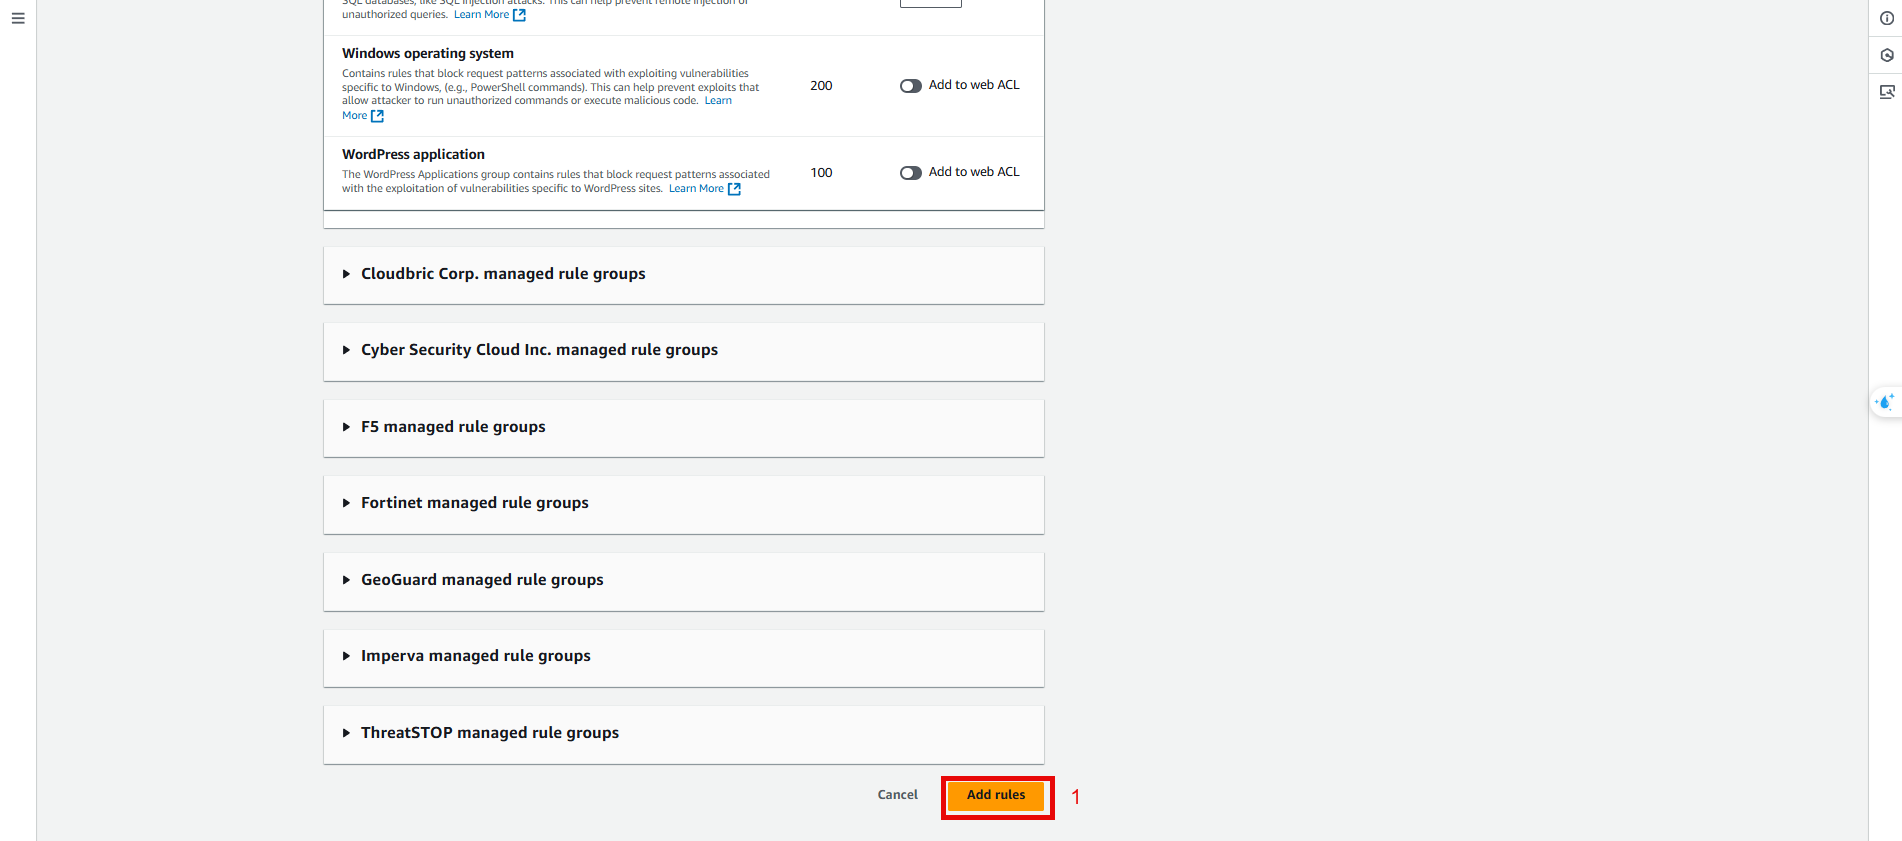 SQL databases, like SQL injection attacks. This can help prevent remote injection of
unauthorized queries. Learn More
Windows operating system
Contains rules that block request patterns associated with exploiting vulnerabilities
specific to Windows, (e.g., PowerShell commands). This can help prevent exploits that
allow attacker to run unauthorized commands or execute malicious code. Learn
More
200
Add to web ACL
WordPress application
The WordPress Applications group contains rules that block request patterns associated
with the exploitation of vulnerabilities specific to WordPress sites. Learn More
100
Add to web ACL
Cloudbric Corp. managed rule groups
Cyber Security Cloud Inc. managed rule groups
F5 managed rule groups
Fortinet managed rule groups
GeoGuard managed rule groups
Imperva managed rule groups
ThreatSTOP managed rule groups
Cancel
Add rules
1